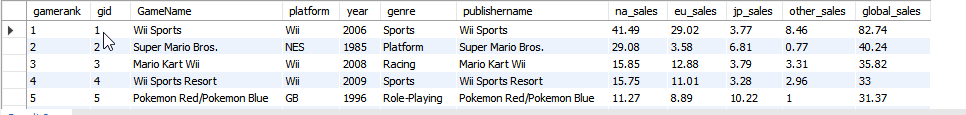 gamerank gid GameName platform year genre publishername na_sales eu_sales jp_sales other_sales global_sales
1 1 Wii Sports Wii 2006 Sports Wii Sports 41.49 29.02 3.77 8.46 82.74
2 2 Super Mario Bros. NES 1985 Platform Super Mario Bros. 29.08 3.58 6.81 0.77 40.24
3 3 Mario Kart Wii Wii 2008 Racing Mario Kart Wii 15.85 12.88 3.79 3.31 35.82
4 4 Wii Sports Resort Wii 2009 Sports Wii Sports Resort 15.75 11.01 3.28 2.96 33
5 5 Pokemon Red/Pokemon Blue GB 1996 Role-Playing Pokemon Red/Pokemon Blue 11.27 8.89 10.22 1 31.37